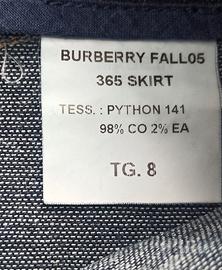 BURBERRY FALL05
365 SKIRT
TESS. : PYTHON 141
98% CO 2% EA
TG. 8